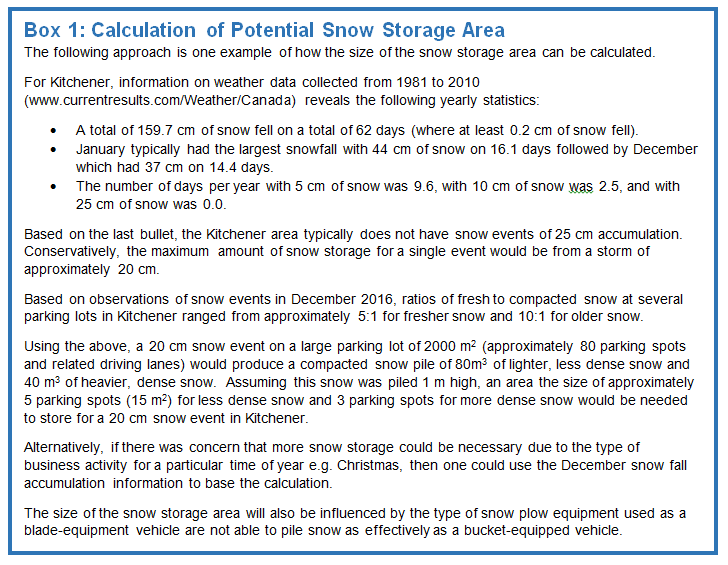 Box 1: Calculation of Potential Snow Storage Area
The following approach is one example of how the size of the snow storage area can be calculated.
For Kitchener, information on weather data collected from 1981 to 2010
(www.currentresults.com/Weather/Canada) reveals the following yearly statistics:
• A total of 159.7 cm of snow fell on a total of 62 days (where at least 0.2 cm of snow fell).
• January typically had the largest snowfall with 44 cm of snow on 16.1 days followed by December
which had 37 cm on 14.4 days.
• The number of days per year with 5 cm of snow was 9.6, with 10 cm of snow was 2.5, and with
25 cm of snow was 0.0.
Based on the last bullet, the Kitchener area typically does not have snow events of 25 cm accumulation.
Conservatively, the maximum amount of snow storage for a single event would be from a storm of
approximately 20 cm.
Based on observations of snow events in December 2016, ratios of fresh to compacted snow at several
parking lots in Kitchener ranged from approximately 5:1 for fresher snow and 10:1 for older snow.
Using the above, a 20 cm snow event on a large parking lot of 2000 m² (approximately 80 parking spots
and related driving lanes) would produce a compacted snow pile of 80m³ of lighter, less dense snow and
40 m³ of heavier, dense snow. Assuming this snow was piled 1 m high, an area the size of approximately
5 parking spots (15 m²) for less dense snow and 3 parking spots for more dense snow would be needed
to store for a 20 cm snow event in Kitchener.
Alternatively, if there was concern that more snow storage could be necessary due to the type of
business activity for a particular time of year e.g. Christmas, then one could use the December snow fall
accumulation information to base the calculation.
The size of the snow storage area will also be influenced by the type of snow plow equipment used as a
blade-equipment vehicle are not able to pile snow as effectively as a bucket-equipped vehicle.